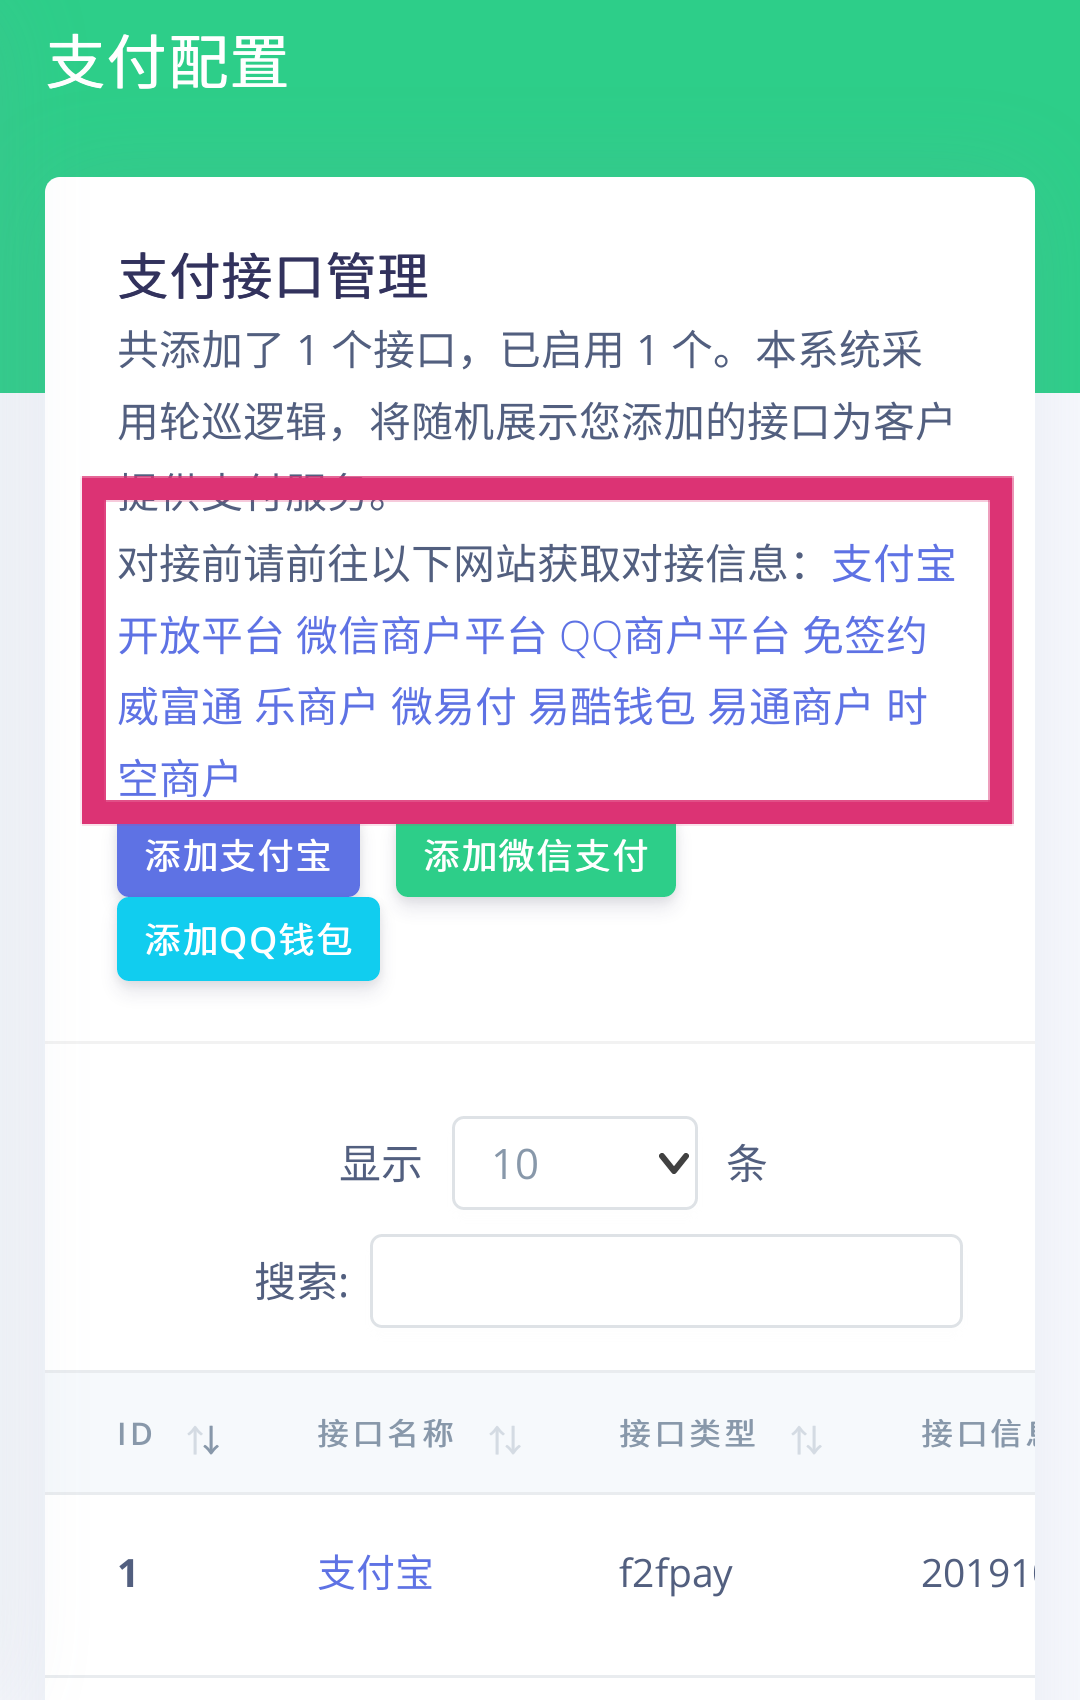 支付配置
支付接口管理
共添加了 1 个接口，已启用 1 个。本系统采
用轮巡逻辑，将随机展示您添加的接口为客户
提供支付服务。
对接前请前往以下网站获取对接信息：支付宝
开放平台 微信商户平台 QQ商户平台 免签约
威富通 乐商户 微易付 易酷钱包 易通商户 时
空商户
添加支付宝 添加微信支付
添加QQ钱包
显示 10 条
搜索:
ID 接口名称 接口类型 接口信息
1 支付宝 f2fpay 20191